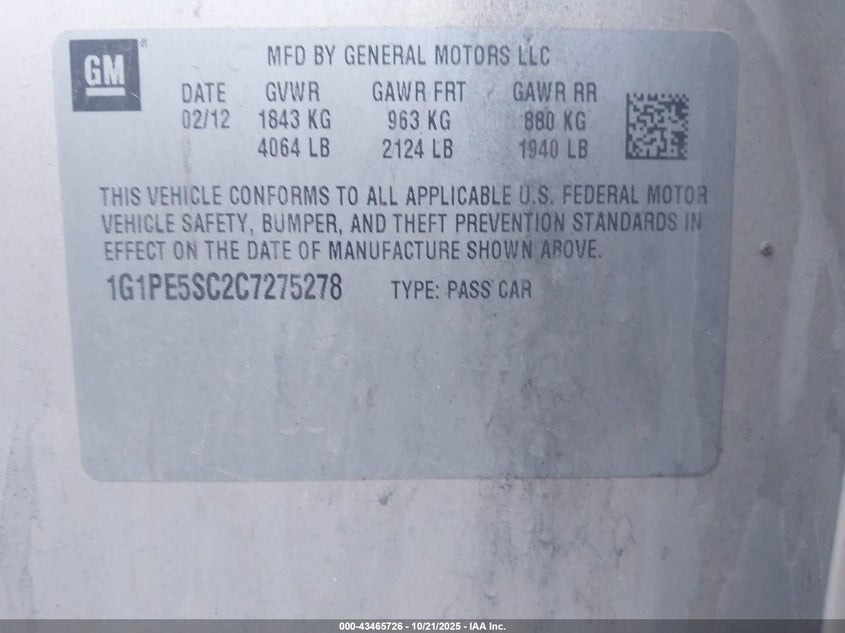 GM ®
MFD BY GENERAL MOTORS LLC
DATE GVWR GAWR FRT GAWR RR
02/12 1843 KG 963 KG 880 KG
4064 LB 2124 LB 1940 LB
THIS VEHICLE CONFORMS TO ALL APPLICABLE U.S. FEDERAL MOTOR
VEHICLE SAFETY, BUMPER, AND THEFT PREVENTION STANDARDS IN
EFFECT ON THE DATE OF MANUFACTURE SHOWN ABOVE.
1G1PE5SC2C7275278 TYPE: PASS CAR
000-43465726 - 10/21/2025 - IAA Inc.